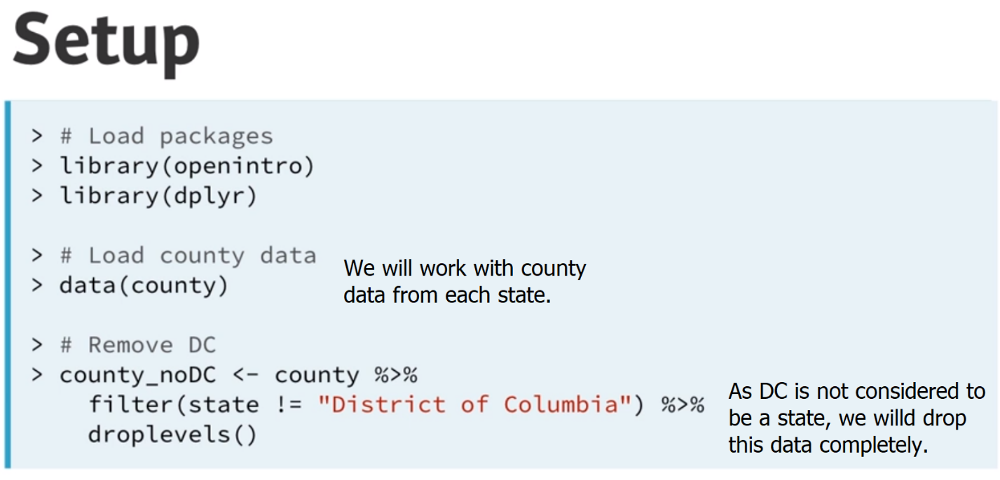 Setup
> # Load packages
> library(openintro)
> library(dplyr)
> # Load county data
> data(county)
We will work with county
data from each state.
> # Remove DC
> county_noDC <- county %>%
filter(state != "District of Columbia") %>%
droplevels()
As DC is not considered to
be a state, we willd drop
this data completely.